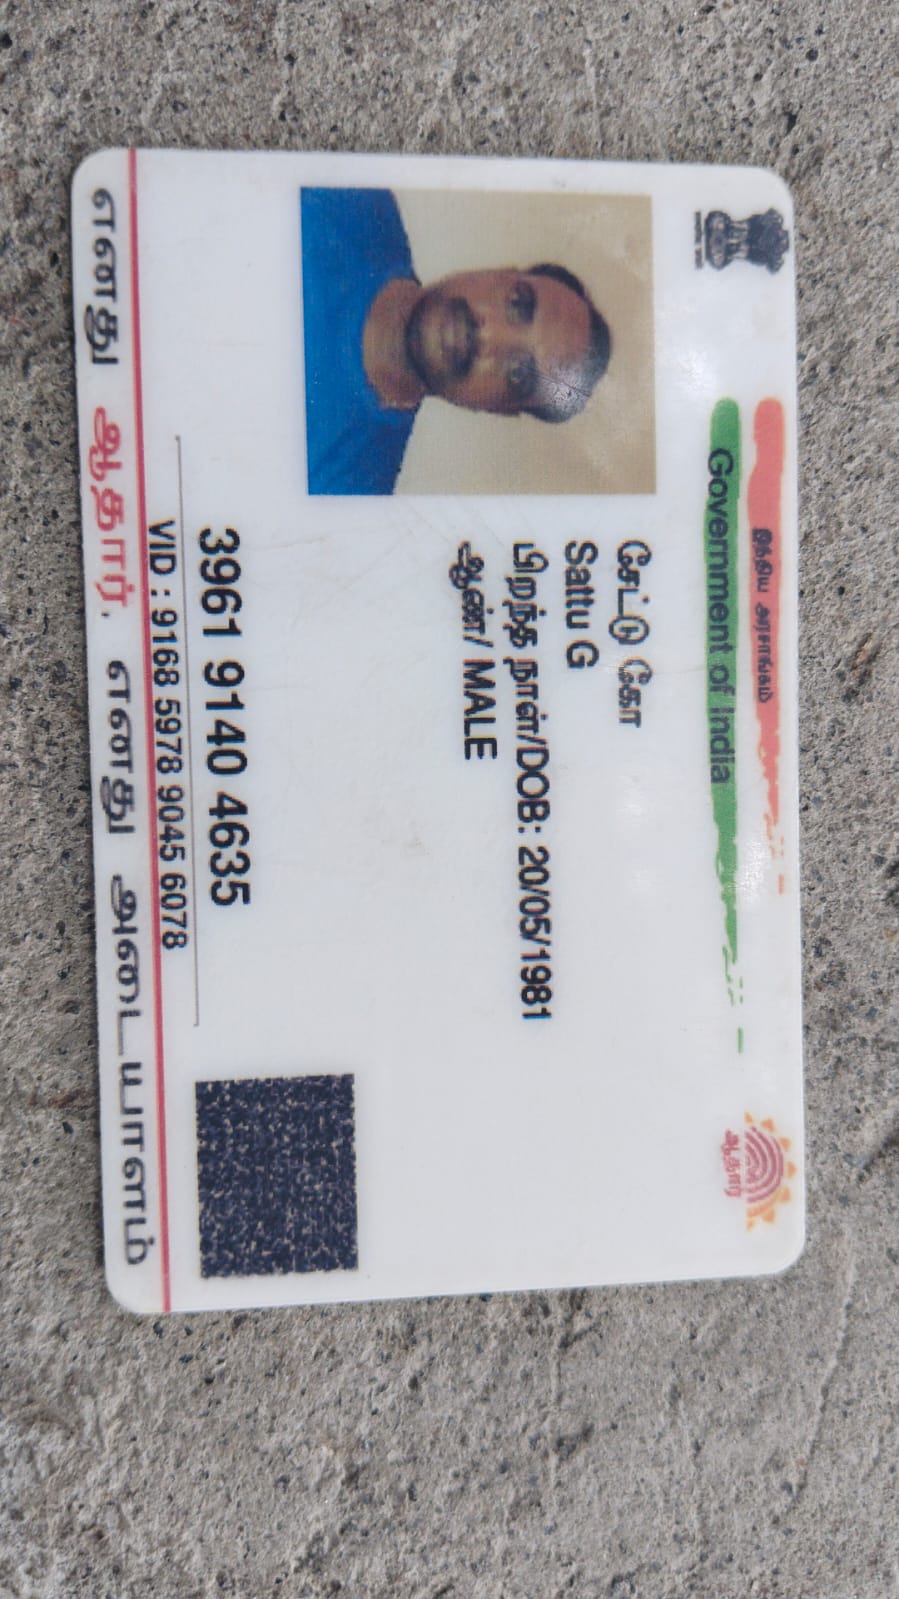 இந்திய அரசாங்கம்
Government of India
சேட்டு கோ
Sattu G
பிறந்த நாள்/DOB: 20/05/1981
ஆண்/ MALE
3961 9140 4635
VID : 9168 5978 9045 6078
ஆதார்
எனது ஆதார், எனது அடையாளம்